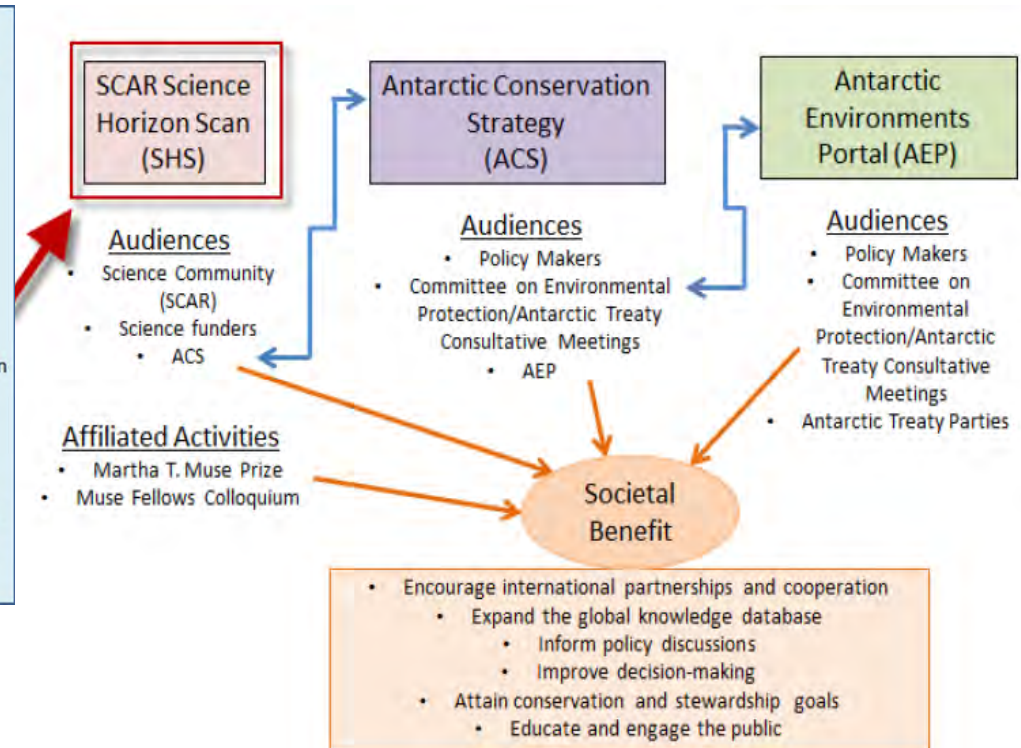 SCAR Science
Horizon Scan
(SHS)
Antarctic Conservation
Strategy
(ACS)
Antarctic
Environments
Portal (AEP)
Audiences
• Science Community
(SCAR)
• Science funders
• ACS
Audiences
• Policy Makers
• Committee on Environmental
Protection/Antarctic Treaty
Consultative Meetings
• AEP
Audiences
• Policy Makers
• Committee on
Environmental
Protection/Antarctic
Treaty Consultative
Meetings
• Antarctic Treaty Parties
Affiliated Activities
• Martha T. Muse Prize
• Muse Fellows Colloquium
Societal
Benefit
• Encourage international partnerships and cooperation
• Expand the global knowledge database
• Inform policy discussions
• Improve decision-making
• Attain conservation and stewardship goals
• Educate and engage the public